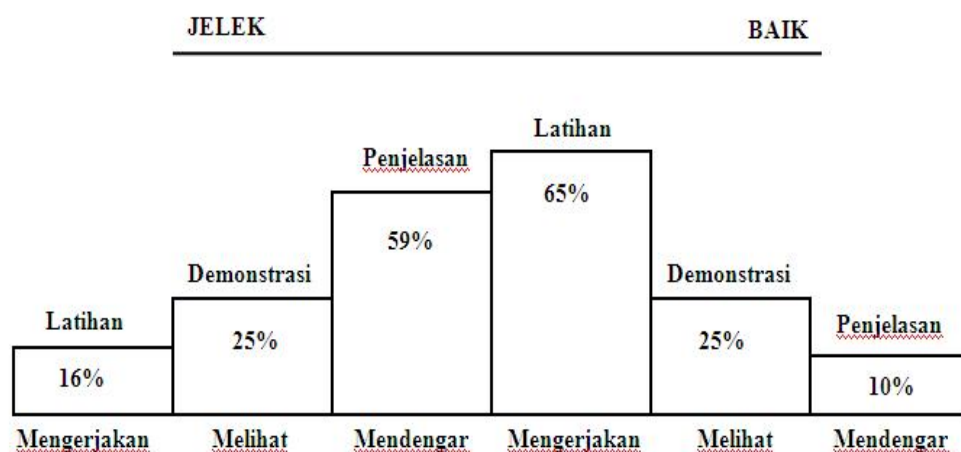 JELEK BAIK
Latihan
Penjelasan
65%
59%
Demonstrasi Demonstrasi
Latihan Penjelasan
25% 25%
16% 10%
Mengerjakan Melihat Mendengar Mengerjakan Melihat Mendengar